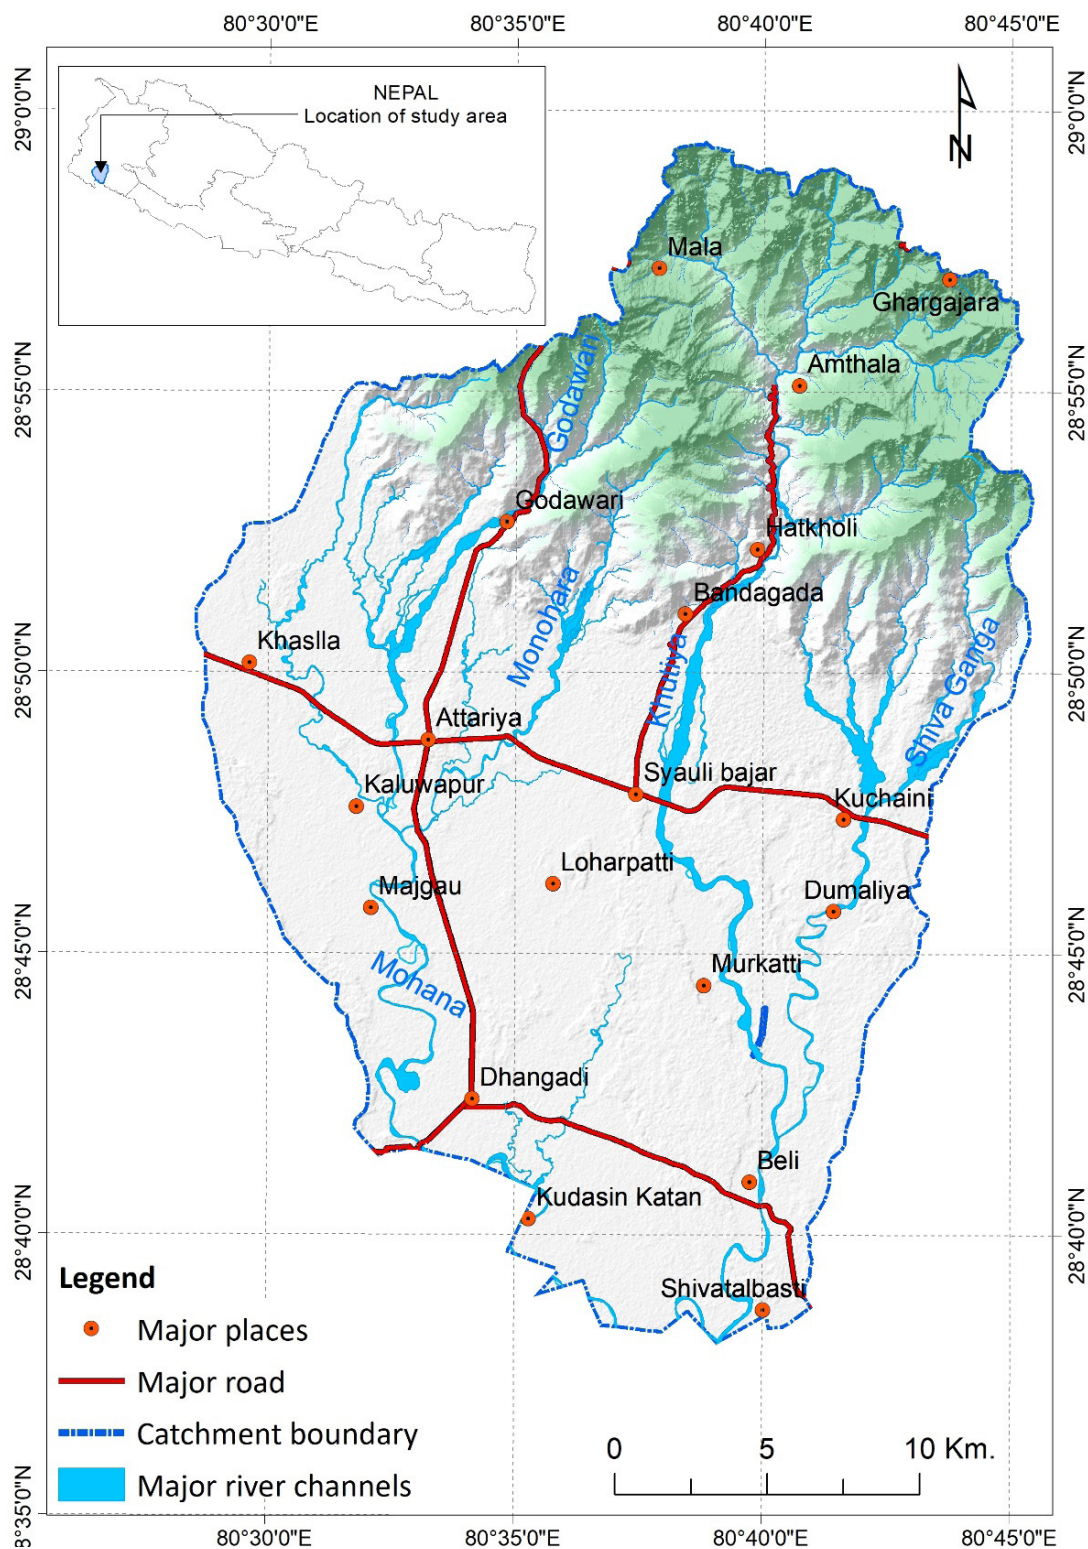 80°30'0"E
80°35'0"E
80°40'0"E
80°45'0"E
29°0'0"N
29°0'0"N
NEPAL
Location of study area
N
Mala
Ghargajara
Amthala
28°55'0"N
28°55'0"N
Godawari
Godawari
Hatkholi
Bandagada
Monohara
Khutiya
Shiva Ganga
Khaslla
28°50'0"N
28°50'0"N
Attariya
Syauli bajar
Kaluwapur
Kuchaini
Loharpatti
Majgau
Dumaliya
28°45'0"N
28°45'0"N
Mohana
Murkatti
Dhangadi
Beli
Kudasin Katan
28°40'0"N
28°40'0"N
Shivatalbasti
Legend
Major places
Major road
Catchment boundary
Major river channels
0 5 10 Km.
28°35'0"N
28°35'0"N
80°30'0"E
80°35'0"E
80°40'0"E
80°45'0"E